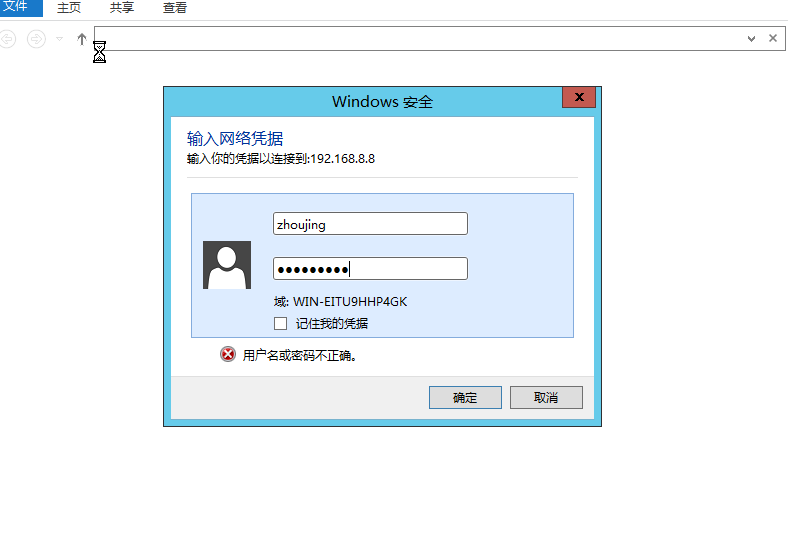 文件 主页 共享 查看
Windows 安全
输入网络凭据
输入你的凭据以连接到:192.168.8.8
zhoujing
●●●●●●●●●
域: WIN-EITU9HHP4GK
记住我的凭据
用户名或密码不正确。
确定 取消